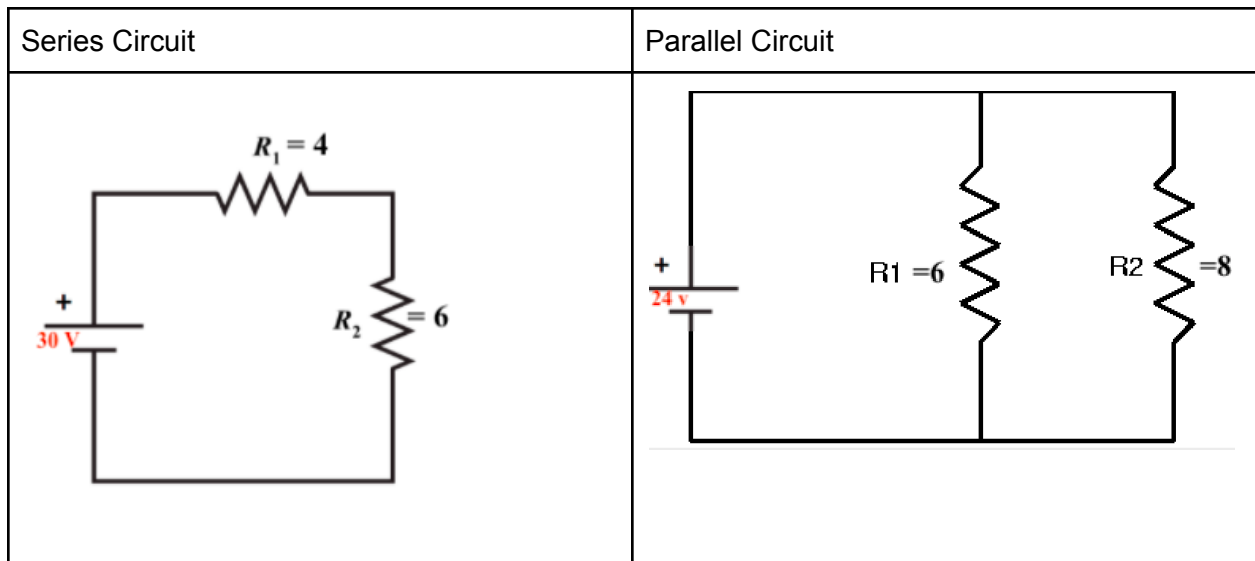 Series Circuit
Parallel Circuit
R₁ = 4
+
30 V
R₂ = 6
+
24 v
R1 =6
R2 =8